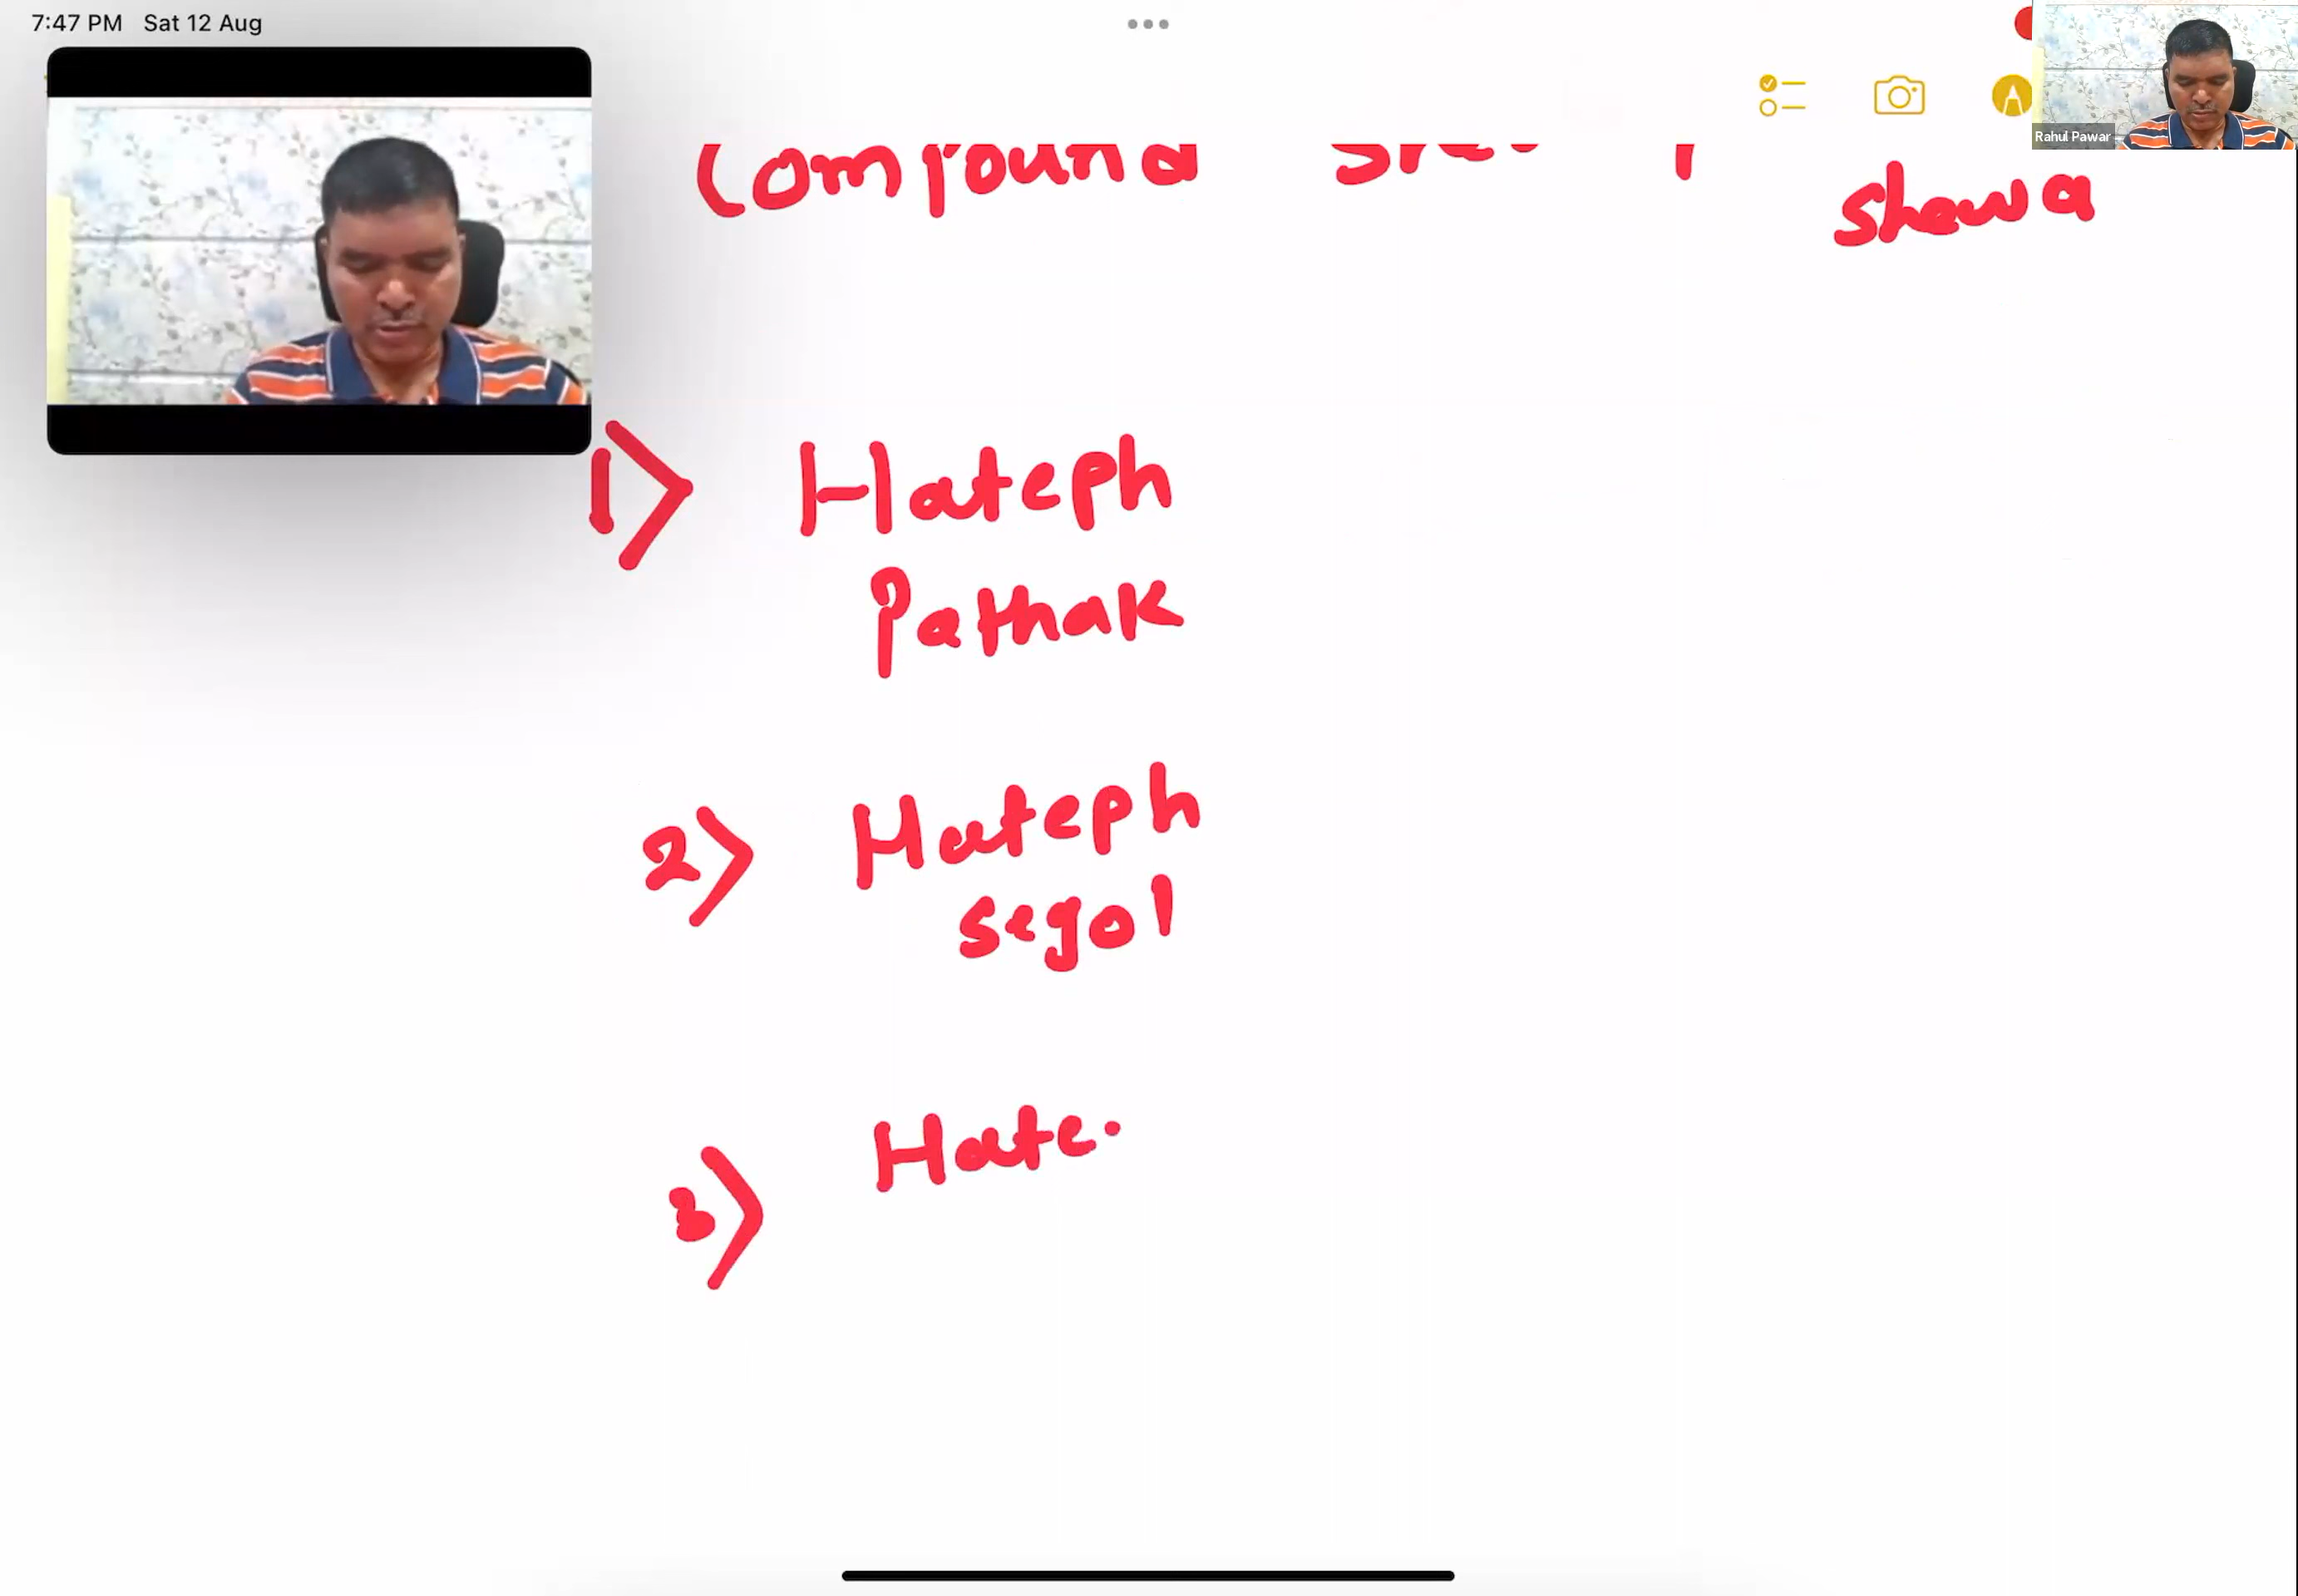 7:47 PM Sat 12 Aug
Rahul Pawar
Compound
Shewa
1) Hateph
Pathak
2) Hateph
segol
3) Hate